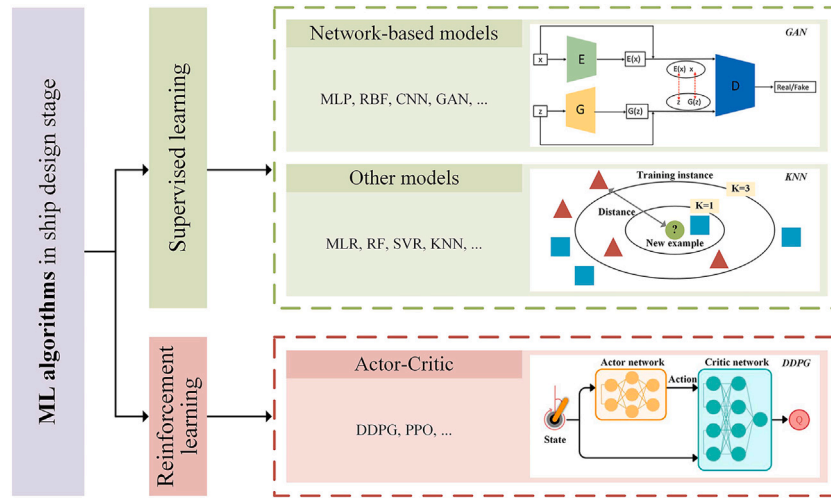 ML algorithms in ship design stage
Supervised learning
Network-based models
MLP, RBF, CNN, GAN, ...
GAN
x
E
E(x)
E(x) x
D
Real/Fake
z
G
G(z)
z G(z)
Other models
MLR, RF, SVR, KNN, ...
Training instance
KNN
K=3
K=1
Distance
?
New example
Reinforcement
learning
Actor-Critic
DDPG, PPO, ...
Actor network
Critic network
DDPG
Action
State
Q